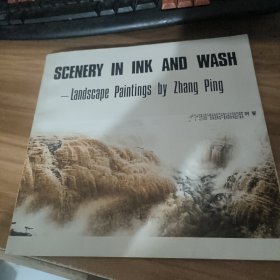 SCENERY IN INK AND WASH
—Landscape Paintings by Zhang Ping